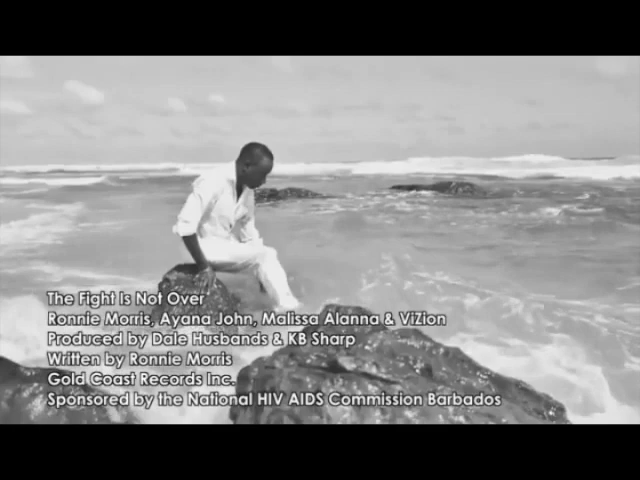 The Fight Is Not Over
Ronnie Morris, Ayana John, Malissa Alanna & ViZion
Produced by Dale Husbands & KB Sharp
Written by Ronnie Morris
Gold Coast Records Inc.
Sponsored by the National HIV AIDS Commission Barbados